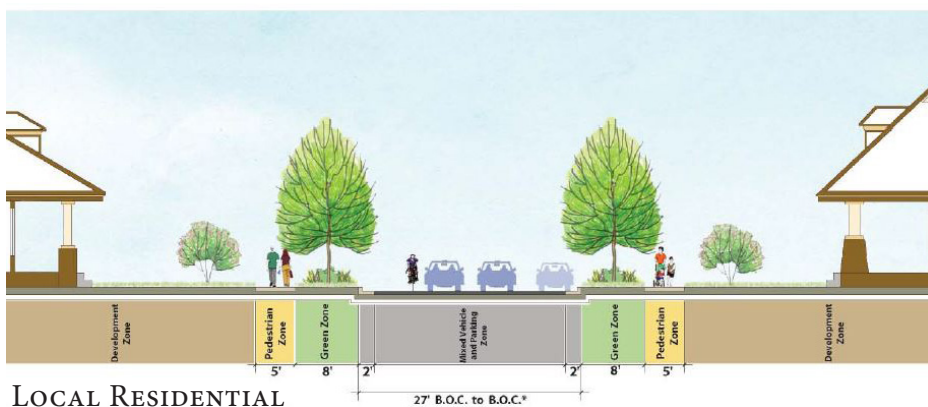 Development
Zone
Pedestrian
Zone
Green Zone
Mixed Vehicle
and Parking
Zone
Green Zone
Pedestrian
Zone
Development
Zone
5' 8' 2' 2' 8' 5'
LOCAL RESIDENTIAL
27' B.O.C. to B.O.C.*